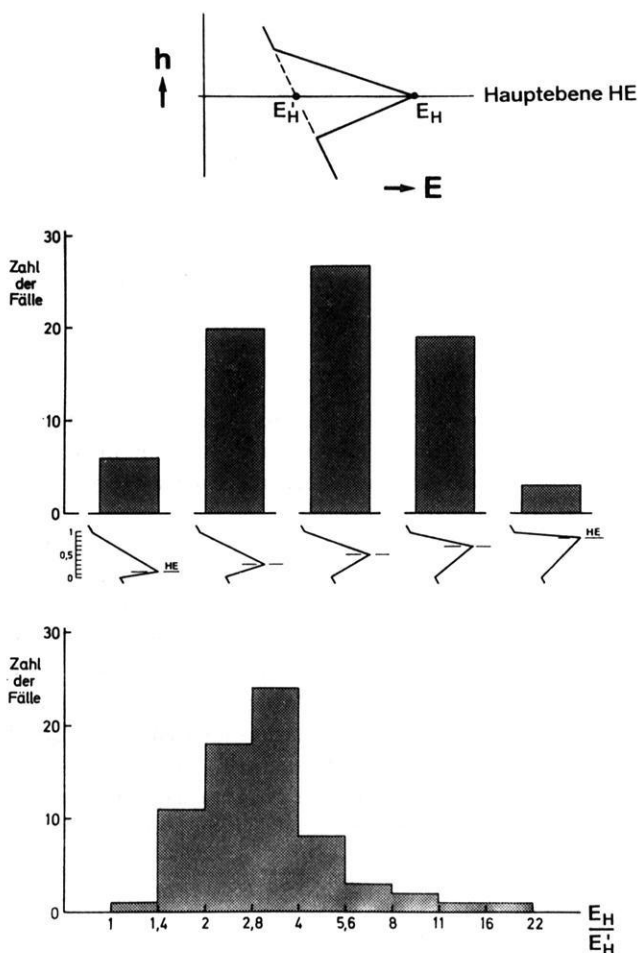 h
E'H
EH
Hauptebene HE
E
30
Zahl
der
Fälle
20
10
0
1
0,5
0
HE
HE
30
Zahl
der
Fälle
20
10
0
1 1,4 2 2,8 4 5,6 8 11 16 22
EH
E'H